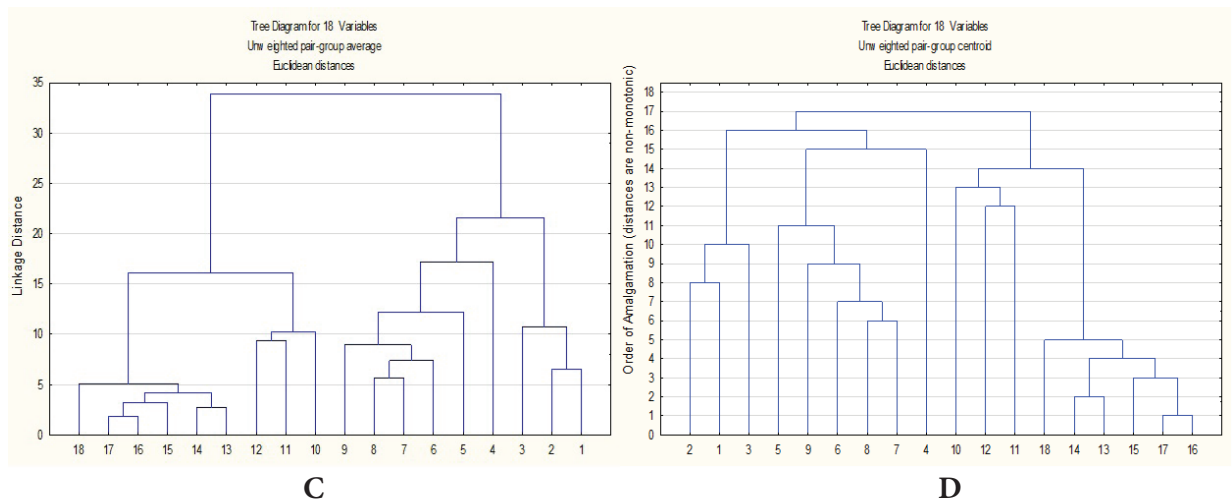 Tree Diagram for 18 Variables
Unw eighted pair-group average
Euclidean distances
Linkage Distance
35
30
25
20
15
10
5
0
18 17 16 15 14 13 12 11 10 9 8 7 6 5 4 3 2 1
C
Tree Diagram for 18 Variables
Unw eighted pair-group centroid
Euclidean distances
Order of Amalgamation (distances are non-monotonic)
18
17
16
15
14
13
12
11
10
9
8
7
6
5
4
3
2
1
0
2 1 3 5 9 6 8 7 4 10 12 11 18 14 13 15 17 16
D